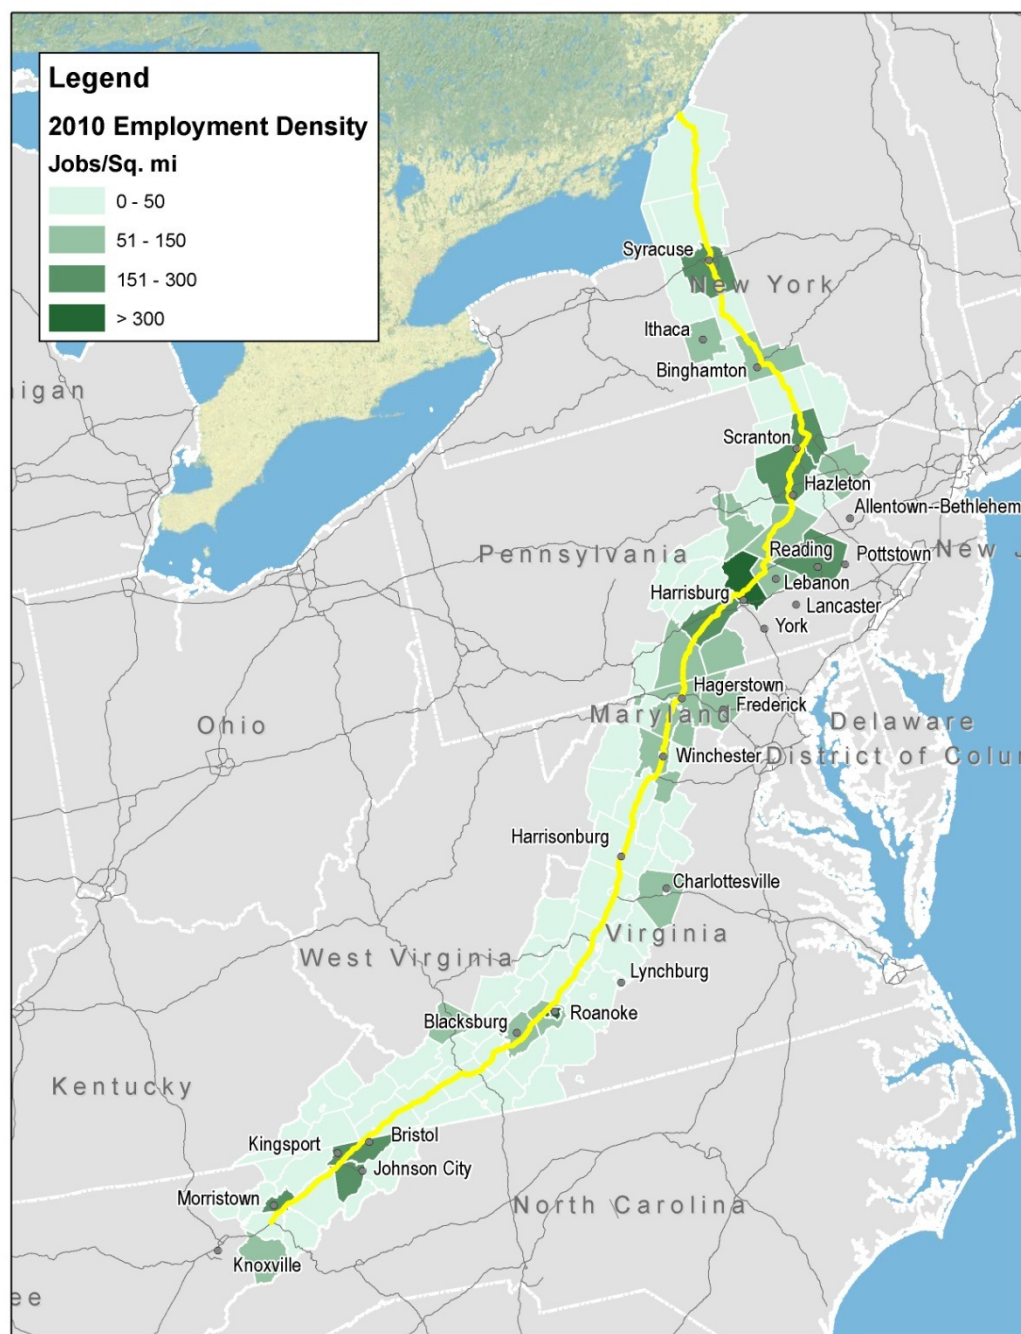 Legend
2010 Employment Density
Jobs/Sq. mi
0 - 50
51 - 150
151 - 300
> 300
Syracuse
New York
Ithaca
Binghamton
igan
Scranton
Hazleton
Allentown--Bethlehem
Pennsylvania
Reading
Pottstown
New J
Lebanon
Harrisburg
Lancaster
York
Hagerstown
Maryland
Frederick
Ohio
Delaware
Winchester
District of Colu
Harrisonburg
Charlottesville
Virginia
West Virginia
Lynchburg
Roanoke
Blacksburg
Kentucky
Bristol
Kingsport
Johnson City
Morristown
North Carolina
Knoxville
ee